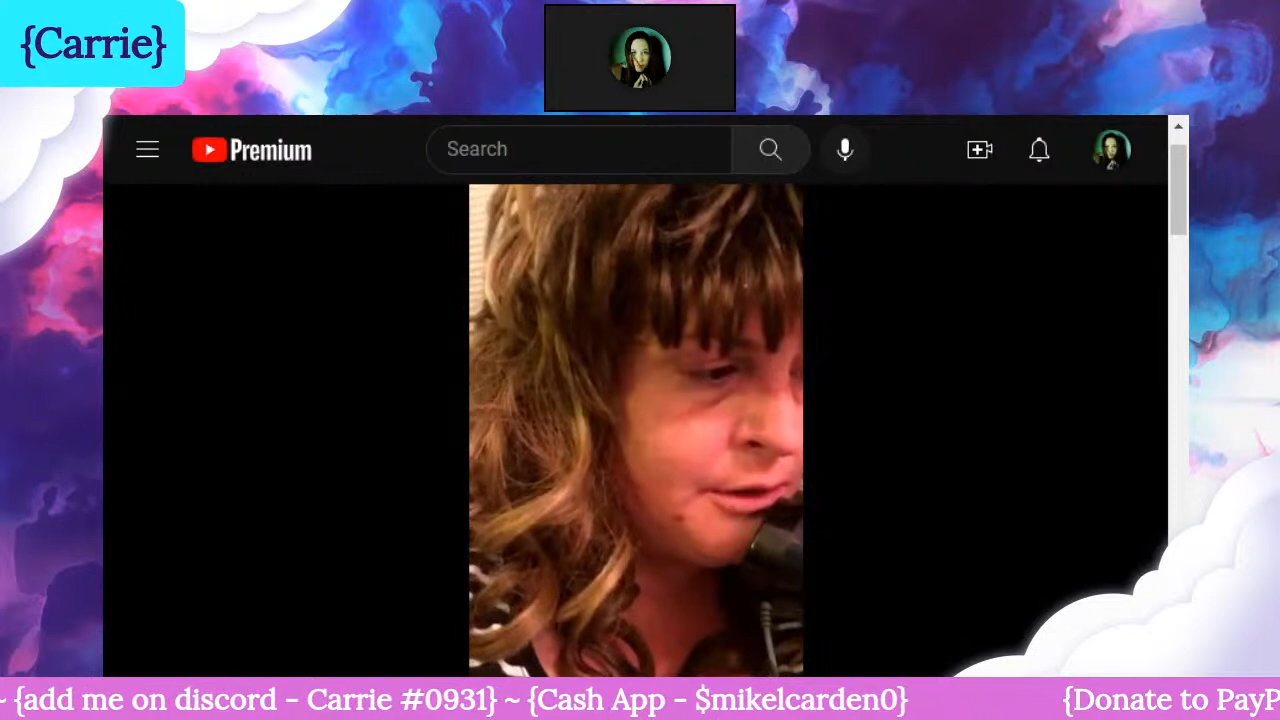 {Carrie}
Premium
Search
~ {add me on discord - Carrie #0931} ~ {Cash App - $mikelcarden0} {Donate to PayP